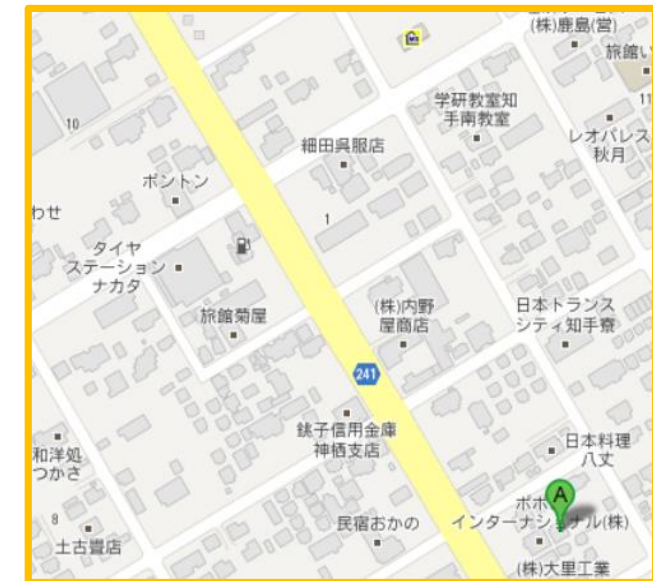 (株)鹿島(営)
旅館い
11
学研教室知
手南教室
レオパレス
秋月
10
細田呉服店
ポントン
わせ
1
タイヤ
ステーション
ナカタ
旅館菊屋
(株)内野
屋商店
日本トランス
シティ知手寮
241
銚子信用金庫
神栖支店
和洋処
つかさ
日本料理
八丈
A
9
土古畳店
民宿おかの
ポポ
インターナショナル(株)
(株)大里工業